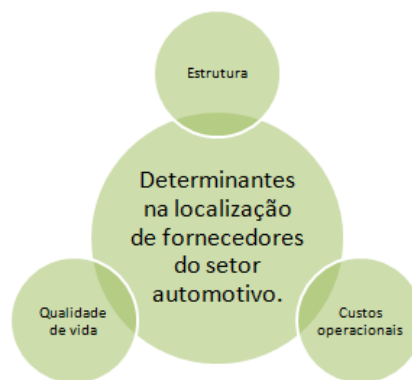 Estrutura
Determinantes
na localização
de fornecedores
do setor
automotivo.
Qualidade
de vida
Custos
operacionais